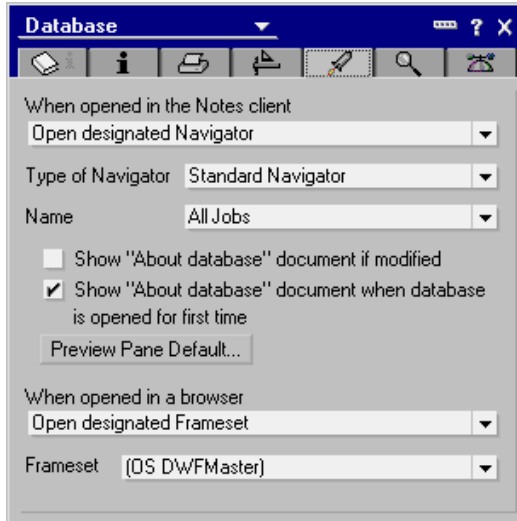 Database
?
X
i
i
When opened in the Notes client
Open designated Navigator
Type of Navigator Standard Navigator
Name All Jobs
Show "About database" document if modified
Show "About database" document when database
is opened for first time
Preview Pane Default...
When opened in a browser
Open designated Frameset
Frameset (OS DWFMaster)